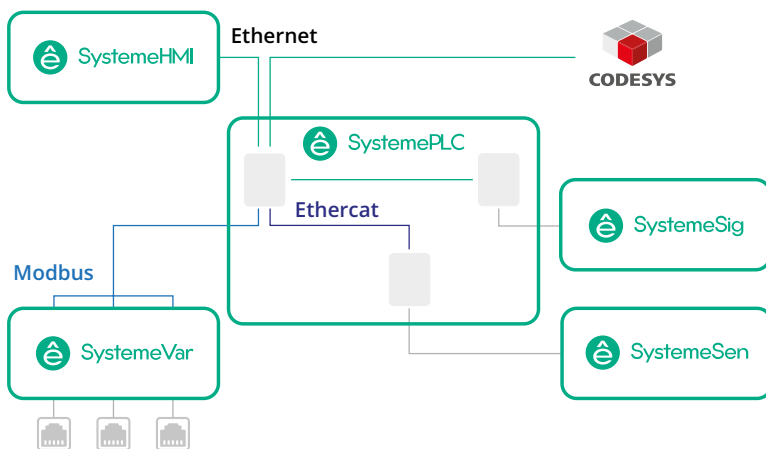 Ethernet
ê SystemeHMI
CODESYS
ê SystemePLC
Ethercat
ê SystemeSig
Modbus
ê SystemeVar
ê SystemeSen